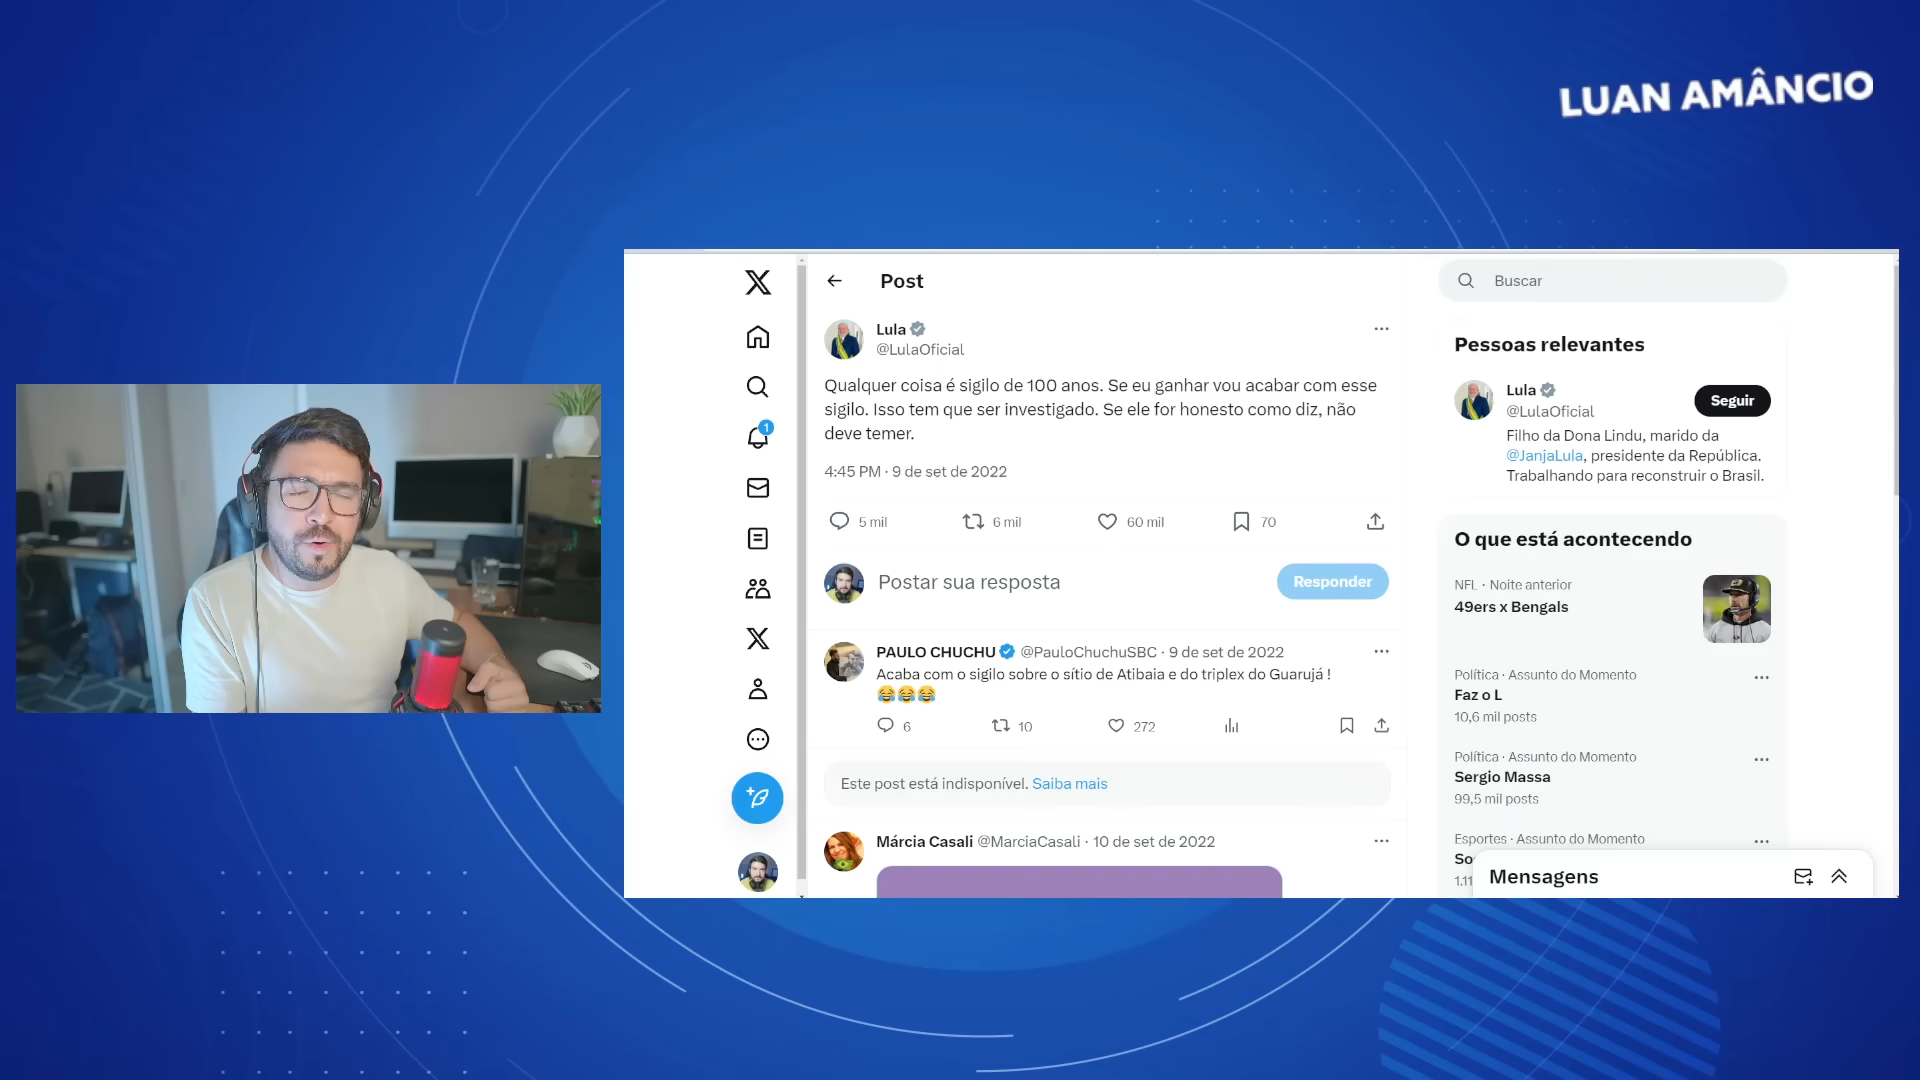 LUAN AMÂNCIO
Post
Lula
@LulaOficial
Qualquer coisa é sigilo de 100 anos. Se eu ganhar vou acabar com esse
sigilo. Isso tem que ser investigado. Se ele for honesto como diz, não
deve temer.
4:45 PM · 9 de set de 2022
5 mil
6 mil
60 mil
70
Postar sua resposta
Responder
PAULO CHUCHU @PauloChuchuSBC · 9 de set de 2022
Acaba com o sigilo sobre o sítio de Atibaia e do triplex do Guarujá !
😂😂😂
6
10
272
Este post está indisponível. Saiba mais
Márcia Casali @MarciaCasali · 10 de set de 2022
1
Buscar
Pessoas relevantes
Lula
@LulaOficial
Seguir
Filho da Dona Lindu, marido da
@JanjaLula, presidente da República.
Trabalhando para reconstruir o Brasil.
O que está acontecendo
NFL · Noite anterior
49ers x Bengals
Política · Assunto do Momento
Faz o L
10,6 mil posts
Política · Assunto do Momento
Sergio Massa
99,5 mil posts
Esportes · Assunto do Momento
Mensagens